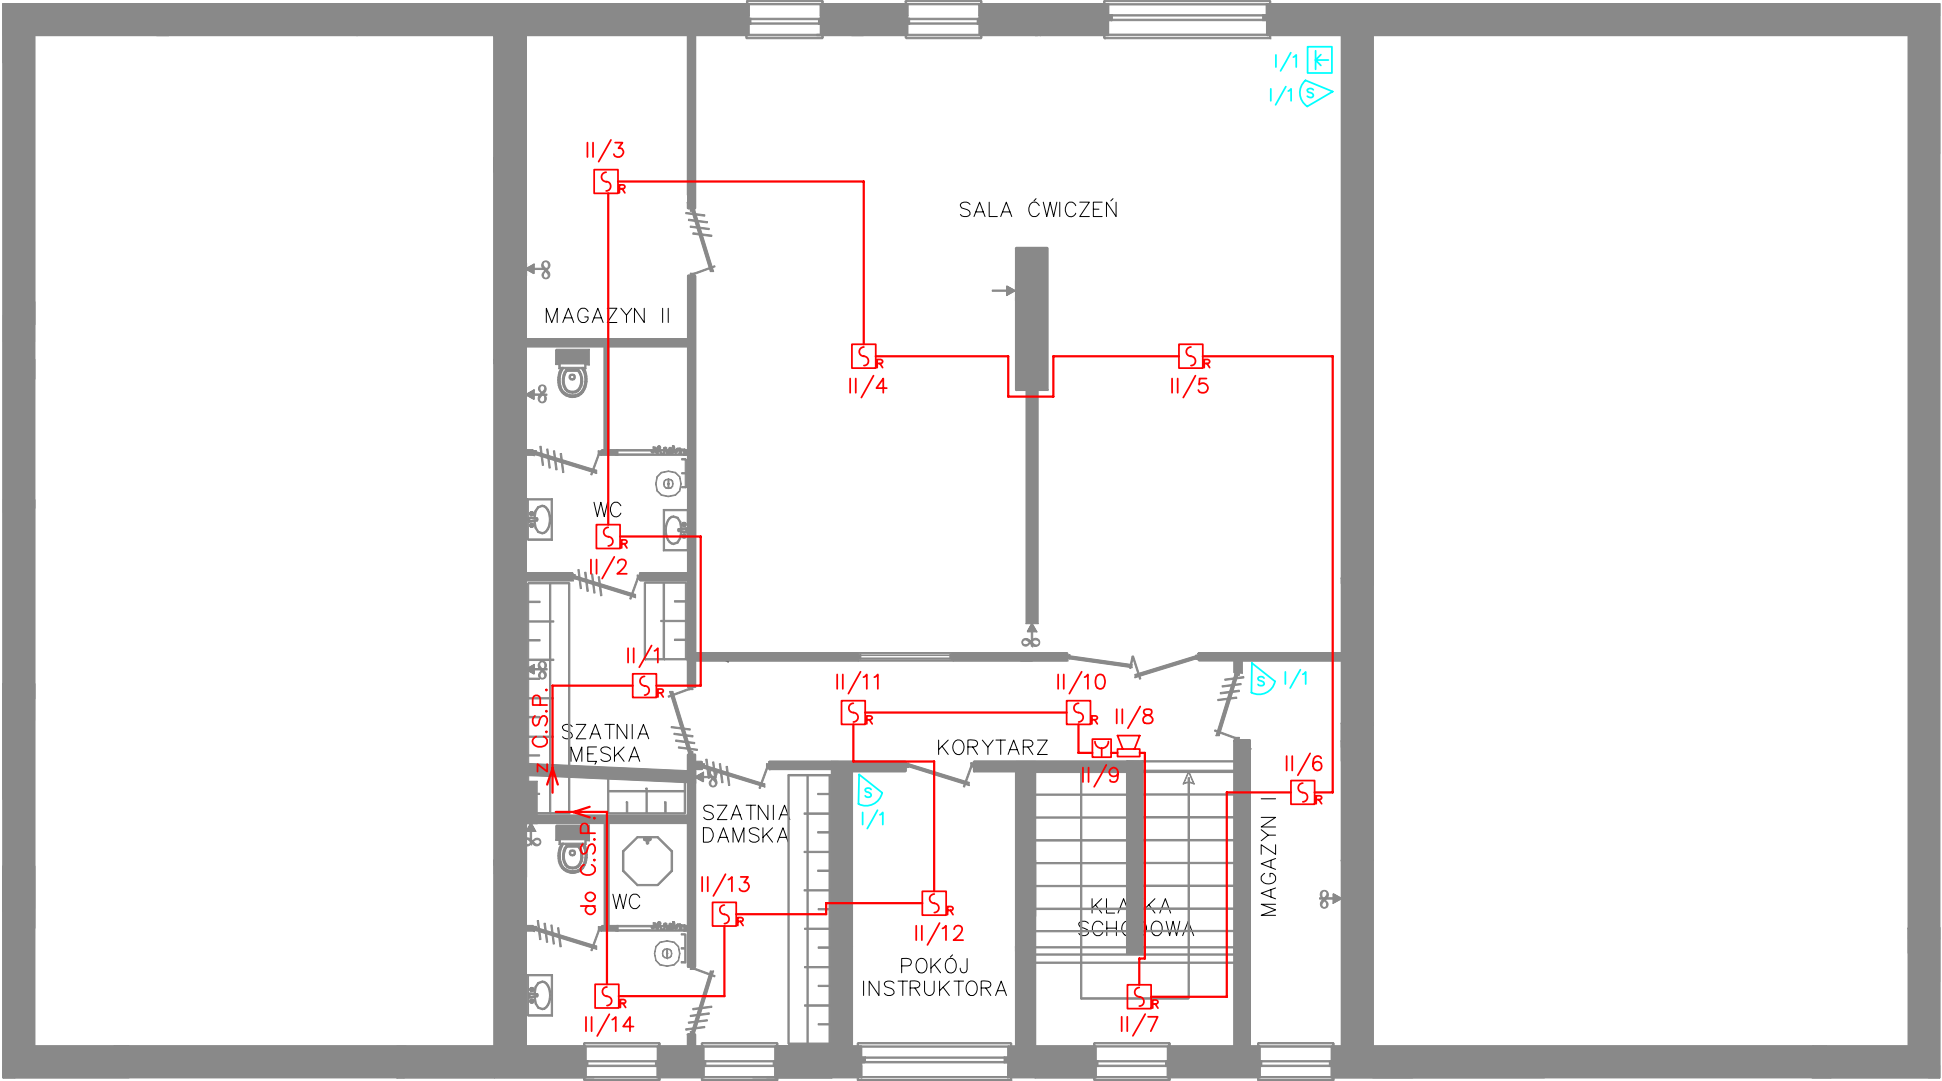 I/1
I/1 S
II/3
S R
SALA ĆWICZEŃ
MAGAZYN II
S R
II/4
S R
II/5
WC
S R
II/2
II/1
S R
II/11
S R
II/10
S R
II/8
S I/1
z C.S.P.
SZATNIA
MĘSKA
KORYTARZ
II/9
II/6
S R
SZATNIA
DAMSKA
S
I/1
MAGAZYN I
do C.S.P.
WC
II/13
S R
S R
II/12
KLATKA
SCHODOWA
POKÓJ
INSTRUKTORA
S R
II/14
S R
II/7